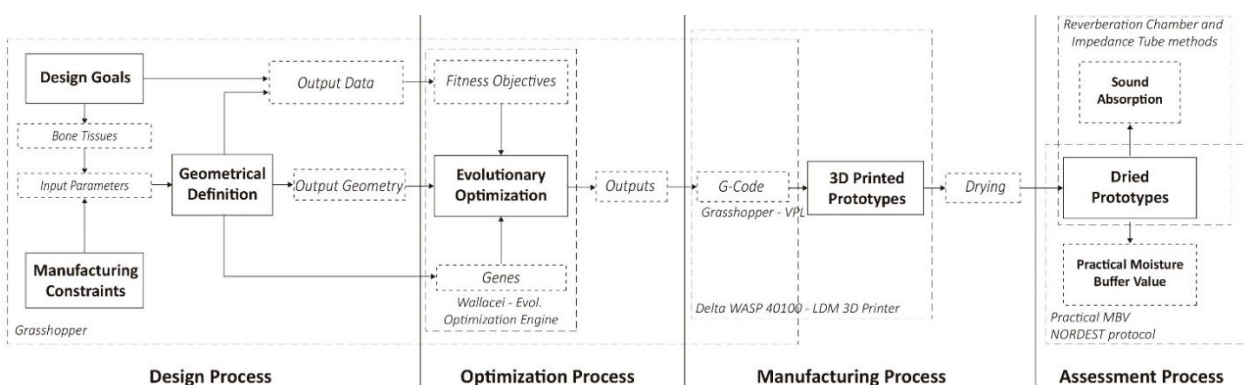 Reverberation Chamber and
Impedance Tube methods
Design Goals
Output Data
Fitness Objectives
Sound
Absorption
Bone Tissues
Input Parameters
Geometrical
Definition
Output Geometry
Evolutionary
Optimization
Outputs
G-Code
Grasshopper - VPL
3D Printed
Prototypes
Drying
Dried
Prototypes
Manufacturing
Constraints
Genes
Wallacei - Evol.
Optimization Engine
Delta WASP 40100 - LDM 3D Printer
Practical Moisture
Buffer Value
Practical MBV
NORDEST protocol
Grasshopper
Design Process
Optimization Process
Manufacturing Process
Assessment Process